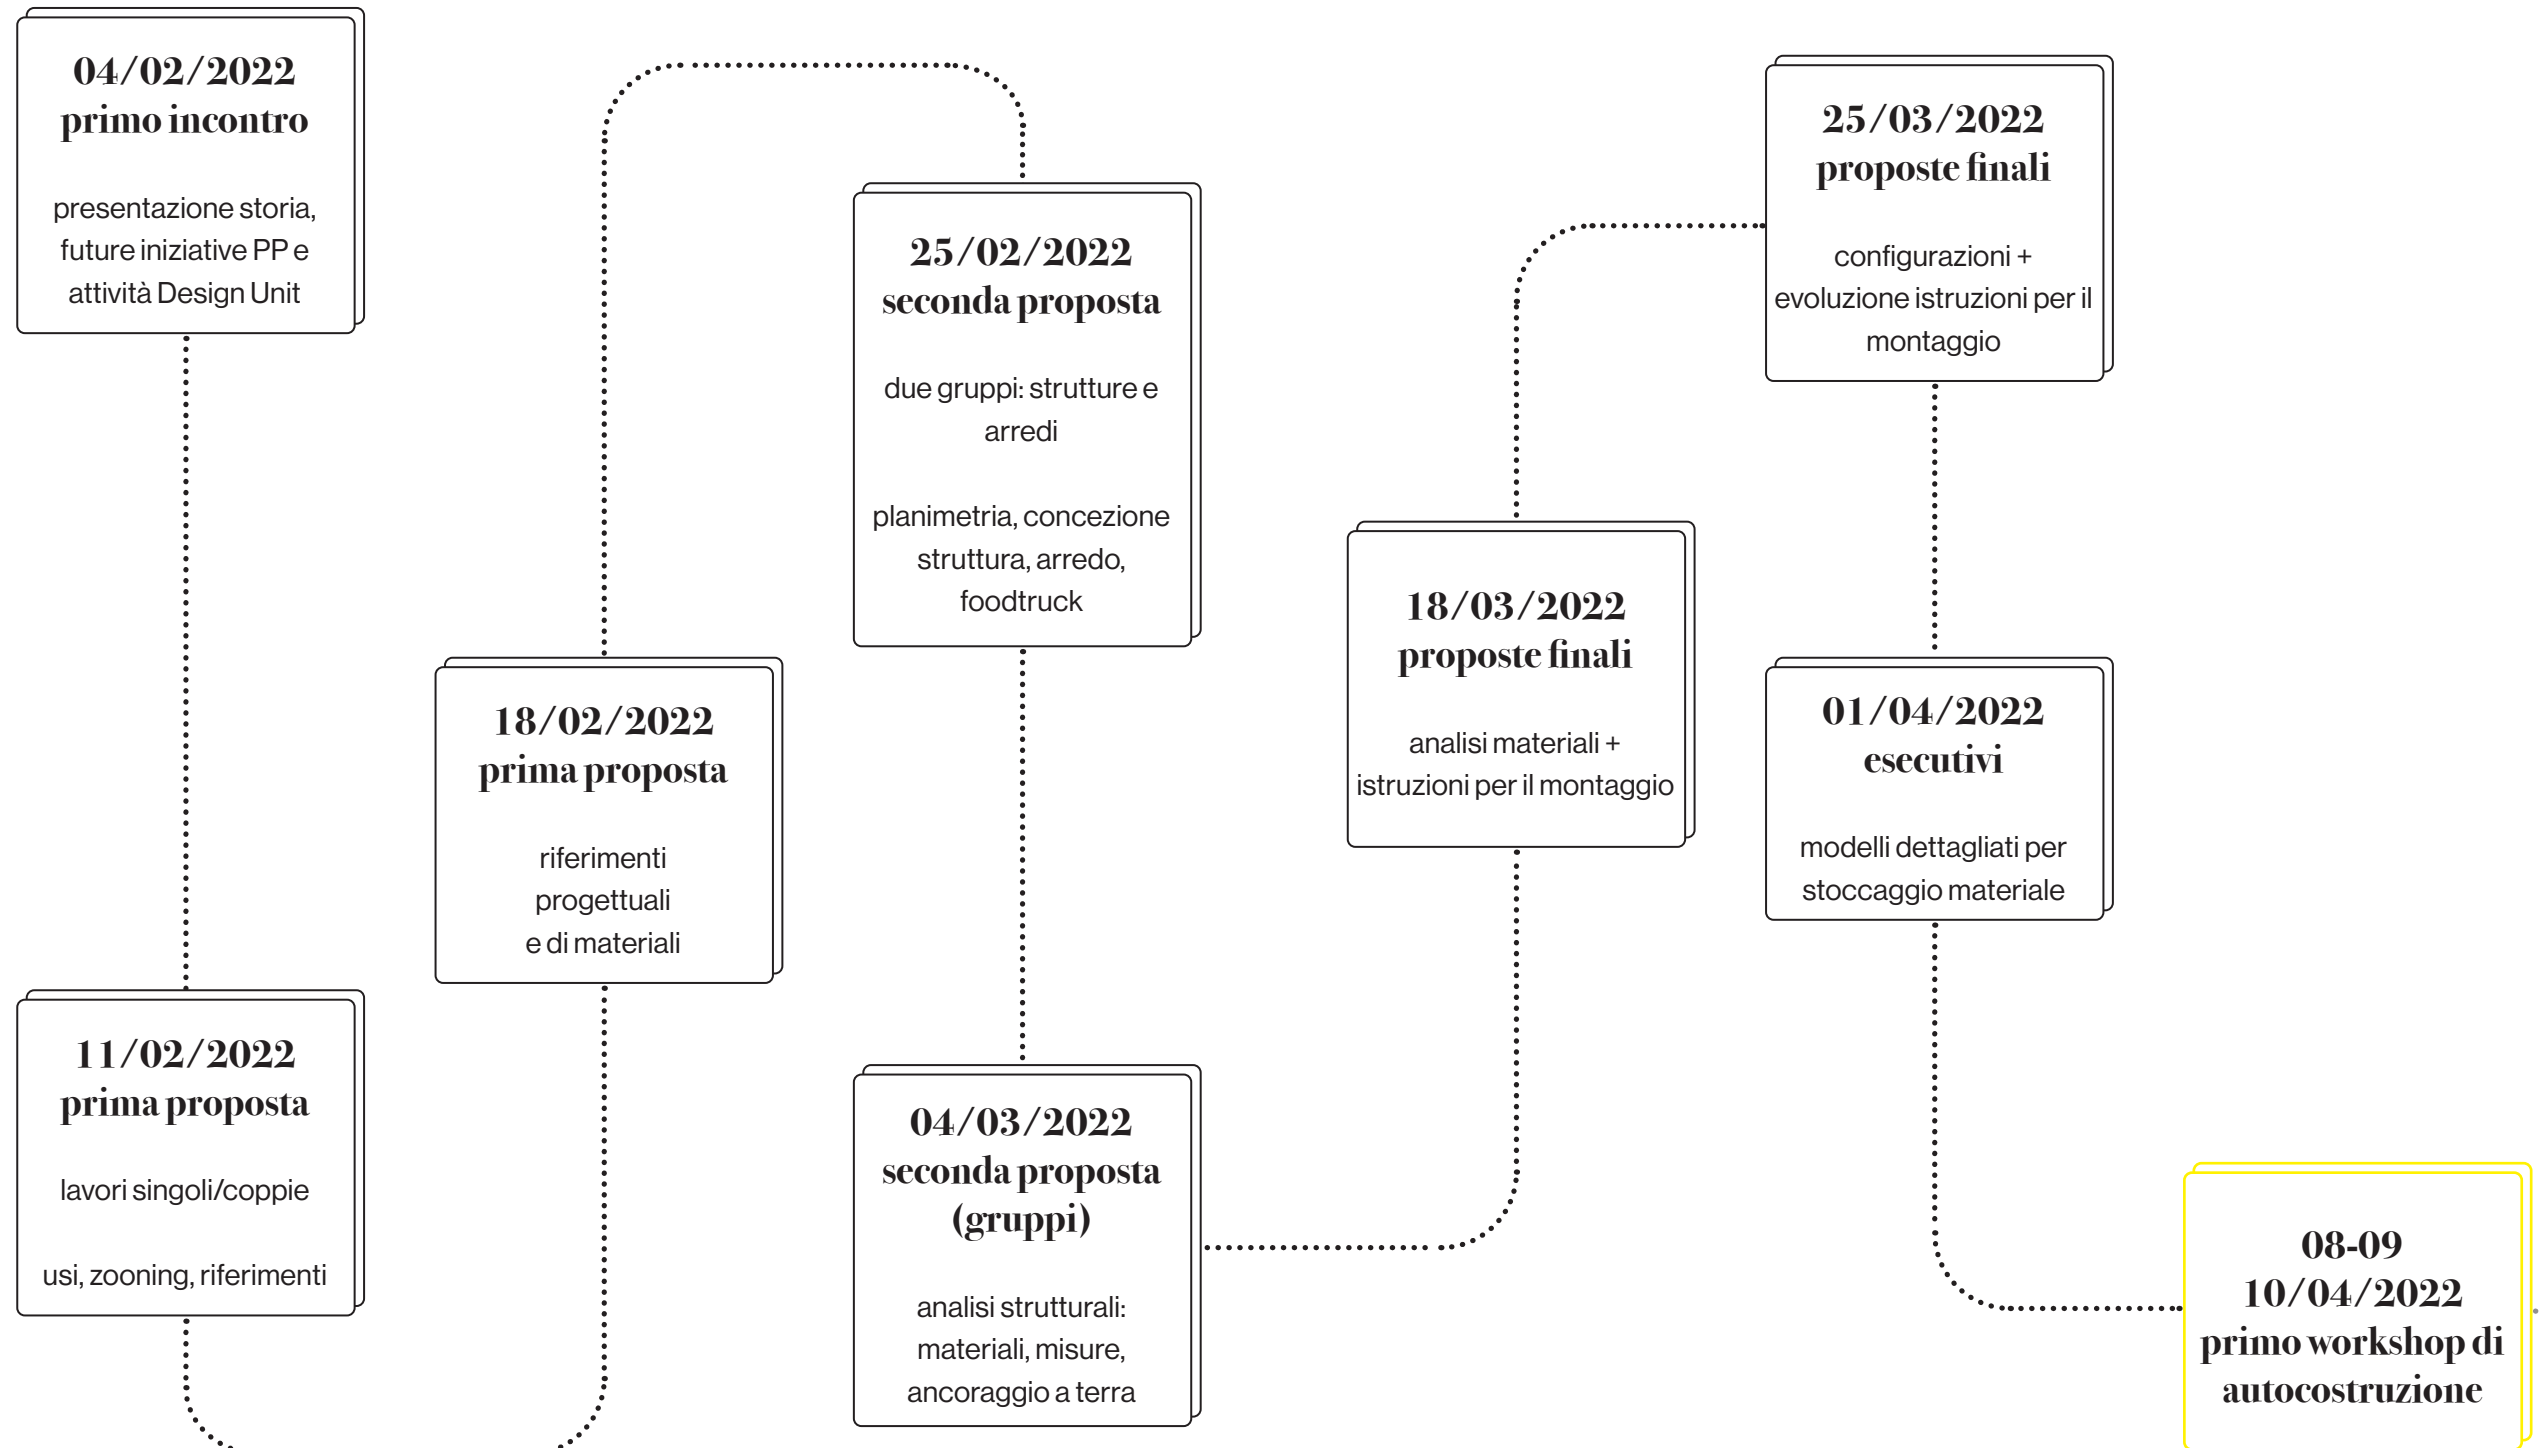 04/02/2022
primo incontro
presentazione storia,
future iniziative PP e
attività Design Unit
11/02/2022
prima proposta
lavori singoli/coppie
usi, zooning, riferimenti
18/02/2022
prima proposta
riferimenti
progettuali
e di materiali
25/02/2022
seconda proposta
due gruppi: strutture e
arredi
planimetria, concezione
struttura, arredo,
foodtruck
04/03/2022
seconda proposta
(gruppi)
analisi strutturali:
materiali, misure,
ancoraggio a terra
18/03/2022
proposte finali
analisi materiali +
istruzioni per il montaggio
25/03/2022
proposte finali
configurazioni +
evoluzione istruzioni per il
montaggio
01/04/2022
esecutivi
modelli dettagliati per
stoccaggio materiale
08-09
10/04/2022
primo workshop di
autocostruzione